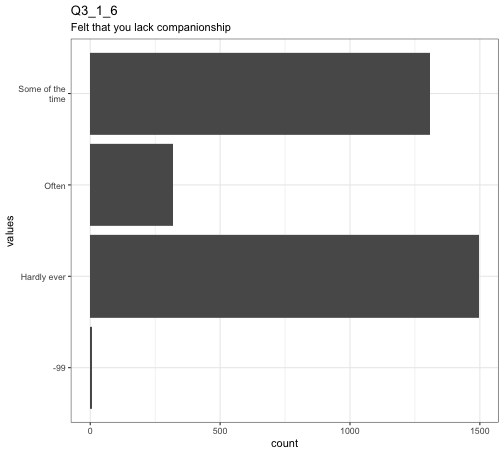 Q3_1_6
Felt that you lack companionship
Some of the
time
Often
Hardly ever
-99
values
0
500
1000
1500
count